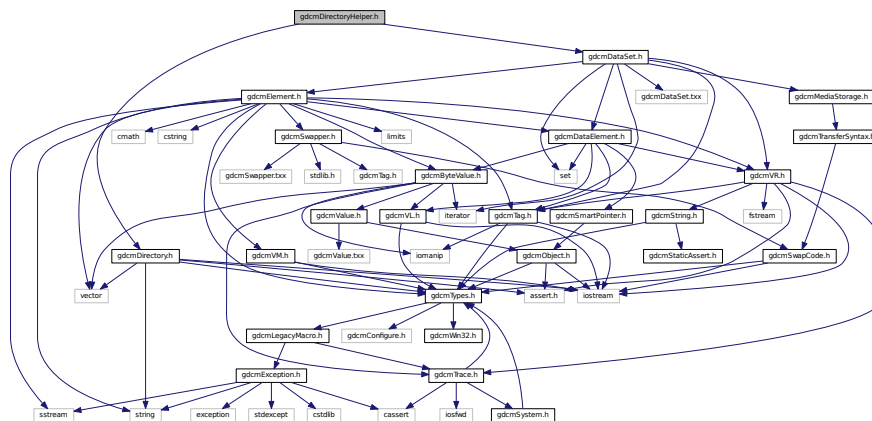 gdcmDirectoryHelper.h
gdcmDataSet.h
gdcmElement.h
gdcmDataSet.txx
gdcmMediaStorage.h
cmath
cstring
gdcmSwapper.h
limits
gdcmDataElement.h
gdcmTransferSyntax.h
gdcmSwapper.txx
stdlib.h
gdcmTag.h
gdcmByteValue.h
set
gdcmVR.h
gdcmValue.h
gdcmVL.h
iterator
gdcmTag.h
gdcmSmartPointer.h
gdcmString.h
fstream
gdcmDirectory.h
gdcmVM.h
gdcmValue.txx
iomanip
gdcmObject.h
gdcmStaticAssert.h
gdcmSwapCode.h
vector
gdcmTypes.h
assert.h
iostream
gdcmLegacyMacro.h
gdcmConfigure.h
gdcmWin32.h
gdcmException.h
gdcmTrace.h
sstream
string
exception
stdexcept
cstdlib
cassert
iosfwd
gdcmSystem.h